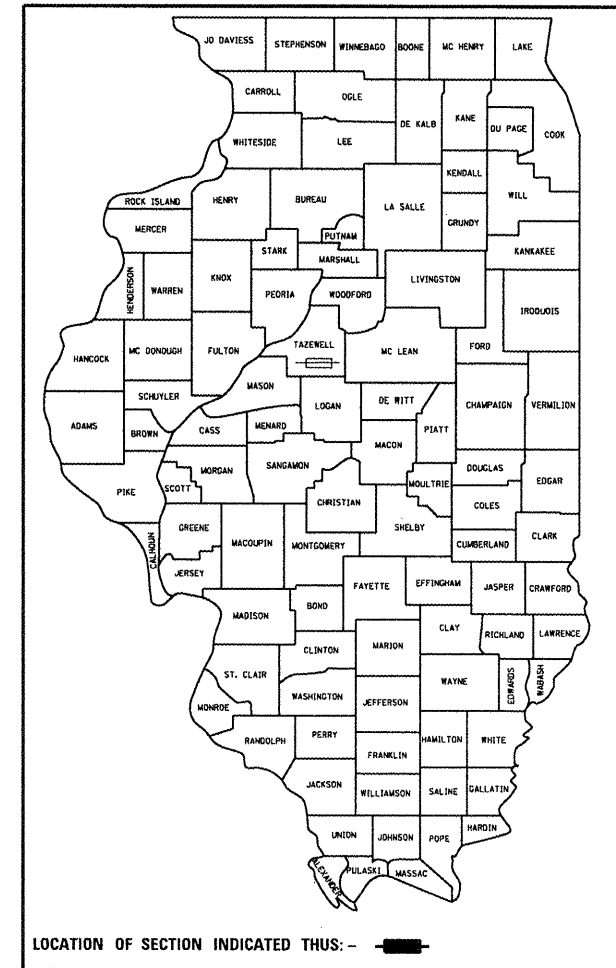 JO DAVIESS STEPHENSON WINNEBAGO BOONE MC HENRY LAKE
CARROLL OGLE DE KALB KANE DU PAGE COOK
WHITESIDE LEE KENDALL WILL
ROCK ISLAND HENRY BUREAU LA SALLE GRUNDY
MERCER PUTNAM KANKAKEE
HENDERSON WARREN KNOX STARK MARSHALL LIVINGSTON
PEORIA WOODFORD IROQUOIS
HANCOCK MC DONOUGH FULTON TAZEWELL MC LEAN FORD
SCHUYLER MASON LOGAN DE WITT CHAMPAIGN VERMILION
ADAMS BROWN CASS MENARD PIATT
MACON
MORGAN SANGAMON DOUGLAS
PIKE SCOTT CHRISTIAN MOULTRIE COLES EDGAR
CALHOUN GREENE MACOUPIN MONTGOMERY SHELBY CUMBERLAND CLARK
JERSEY FAYETTE EFFINGHAM JASPER CRAWFORD
MADISON BOND CLAY RICHLAND LAWRENCE
CLINTON MARION
ST. CLAIR WASHINGTON WAYNE EDWARDS WABASH
MONROE JEFFERSON
RANDOLPH PERRY HAMILTON WHITE
FRANKLIN
JACKSON WILLIAMSON SALINE GALLATIN
UNION JOHNSON POPE HARDIN
ALEXANDER PULASKI MASSAC
LOCATION OF SECTION INDICATED THUS: –